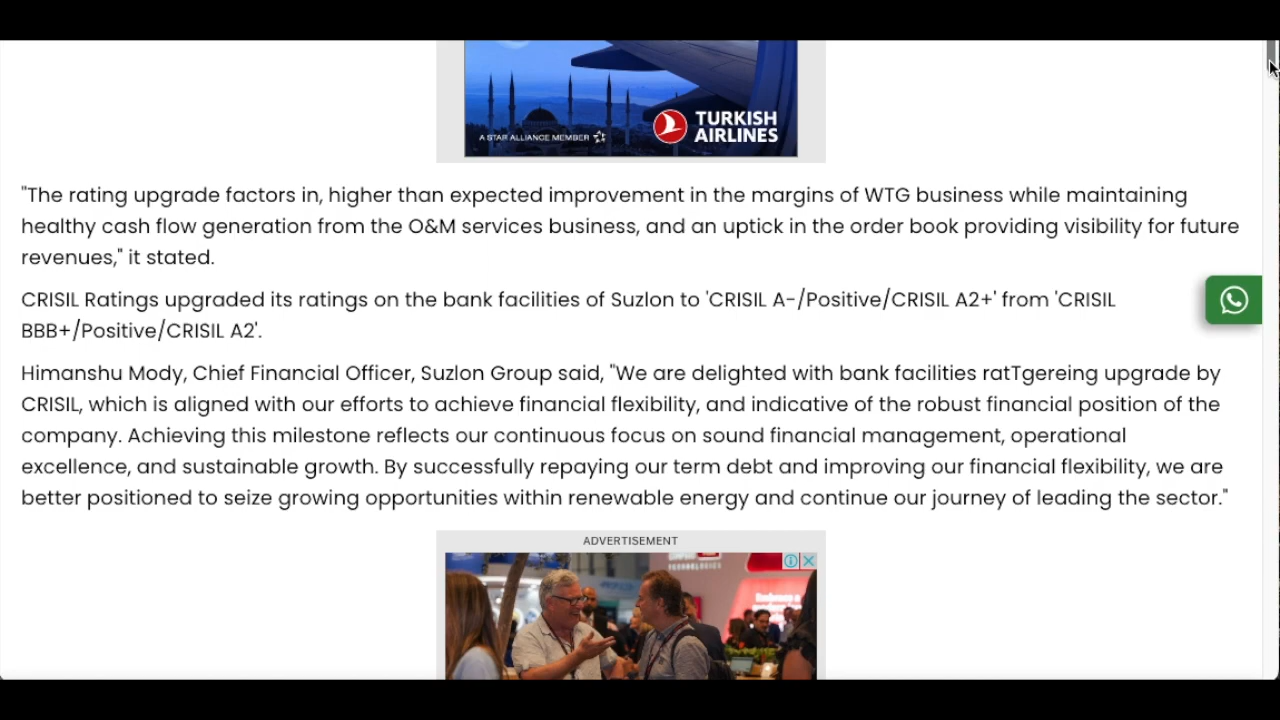 A STAR ALLIANCE MEMBER
TURKISH
AIRLINES
"The rating upgrade factors in, higher than expected improvement in the margins of WTG business while maintaining
healthy cash flow generation from the O&M services business, and an uptick in the order book providing visibility for future
revenues," it stated.
CRISIL Ratings upgraded its ratings on the bank facilities of Suzlon to 'CRISIL A-/Positive/CRISIL A2+' from 'CRISIL
BBB+/Positive/CRISIL A2'.
Himanshu Mody, Chief Financial Officer, Suzlon Group said, "We are delighted with bank facilities ratTgereing upgrade by
CRISIL, which is aligned with our efforts to achieve financial flexibility, and indicative of the robust financial position of the
company. Achieving this milestone reflects our continuous focus on sound financial management, operational
excellence, and sustainable growth. By successfully repaying our term debt and improving our financial flexibility, we are
better positioned to seize growing opportunities within renewable energy and continue our journey of leading the sector."
ADVERTISEMENT